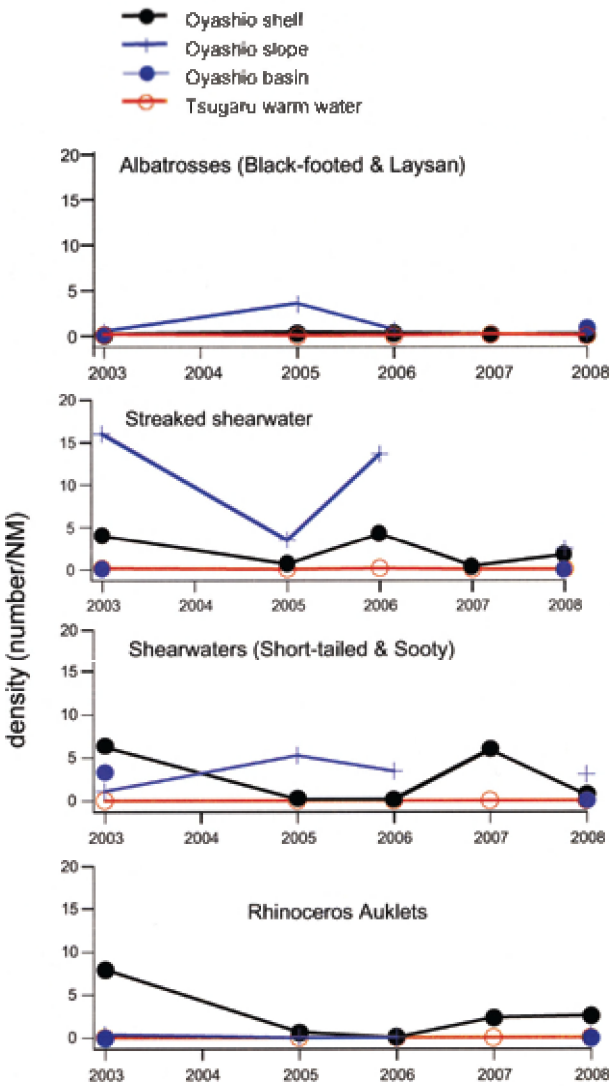 Oyashio shelf
Oyashio slope
Oyashio basin
Tsugaru warm water
density (number/NM)
Albatrosses (Black-footed & Laysan)
20
15
10
5
0
2003 2004 2005 2006 2007 2008
Streaked shearwater
20
15
10
5
0
2003 2004 2005 2006 2007 2008
Shearwaters (Short-tailed & Sooty)
20
15
10
5
0
2003 2004 2005 2006 2007 2008
Rhinoceros Auklets
20
15
10
5
0
2003 2004 2005 2006 2007 2008